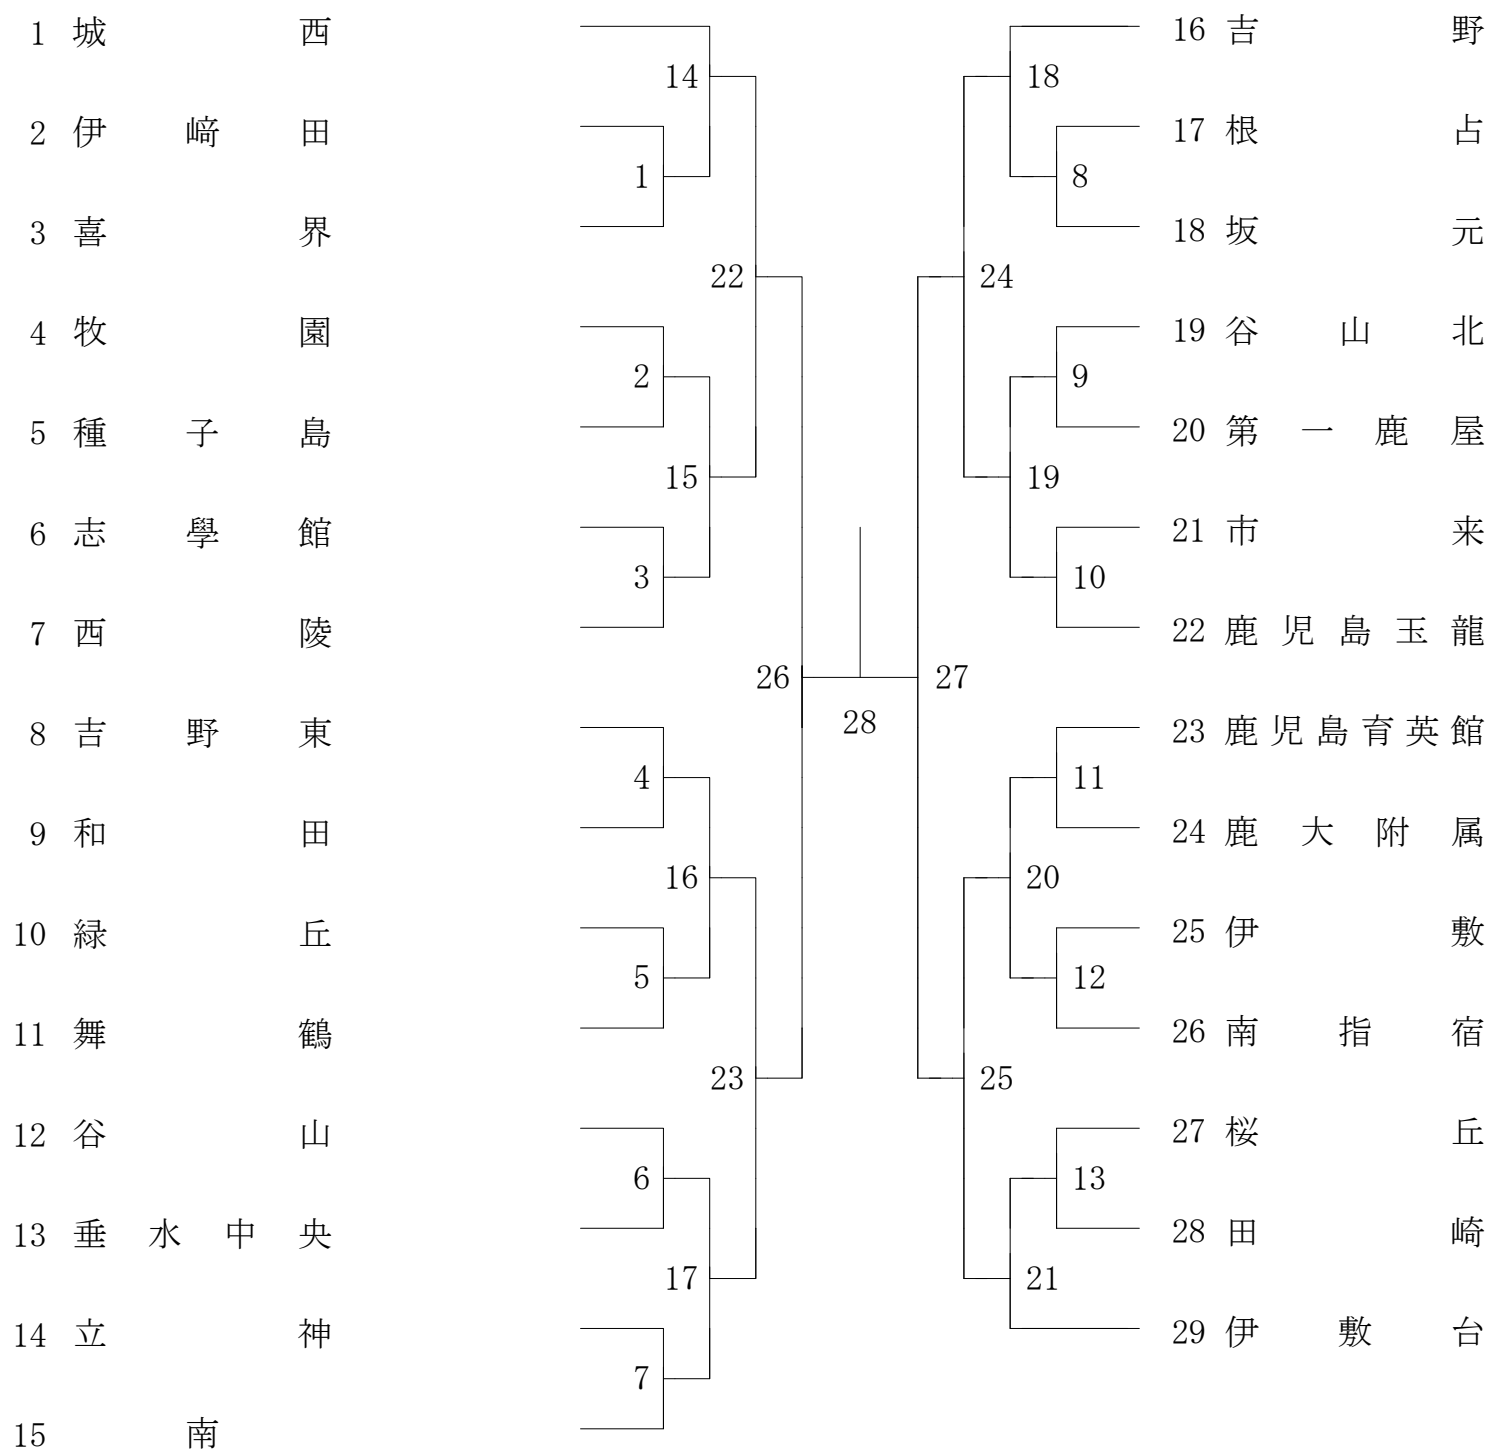 1 城西
2 伊﨑田
3 喜界
4 牧園
5 種子島
6 志學館
7 西陵
8 吉野東
9 和田
10 緑丘
11 舞鶴
12 谷山
13 垂水中央
14 立神
15 南
14
1
22
2
15
3
26
4
16
5
23
6
17
7
28
18
8
24
9
19
10
27
11
20
12
25
13
21
16 吉野
17 根占
18 坂元
19 谷山北
20 第一鹿屋
21 市来
22 鹿児島玉龍
23 鹿児島育英館
24 鹿大附属
25 伊敷
26 南指宿
27 桜丘
28 田崎
29 伊敷台